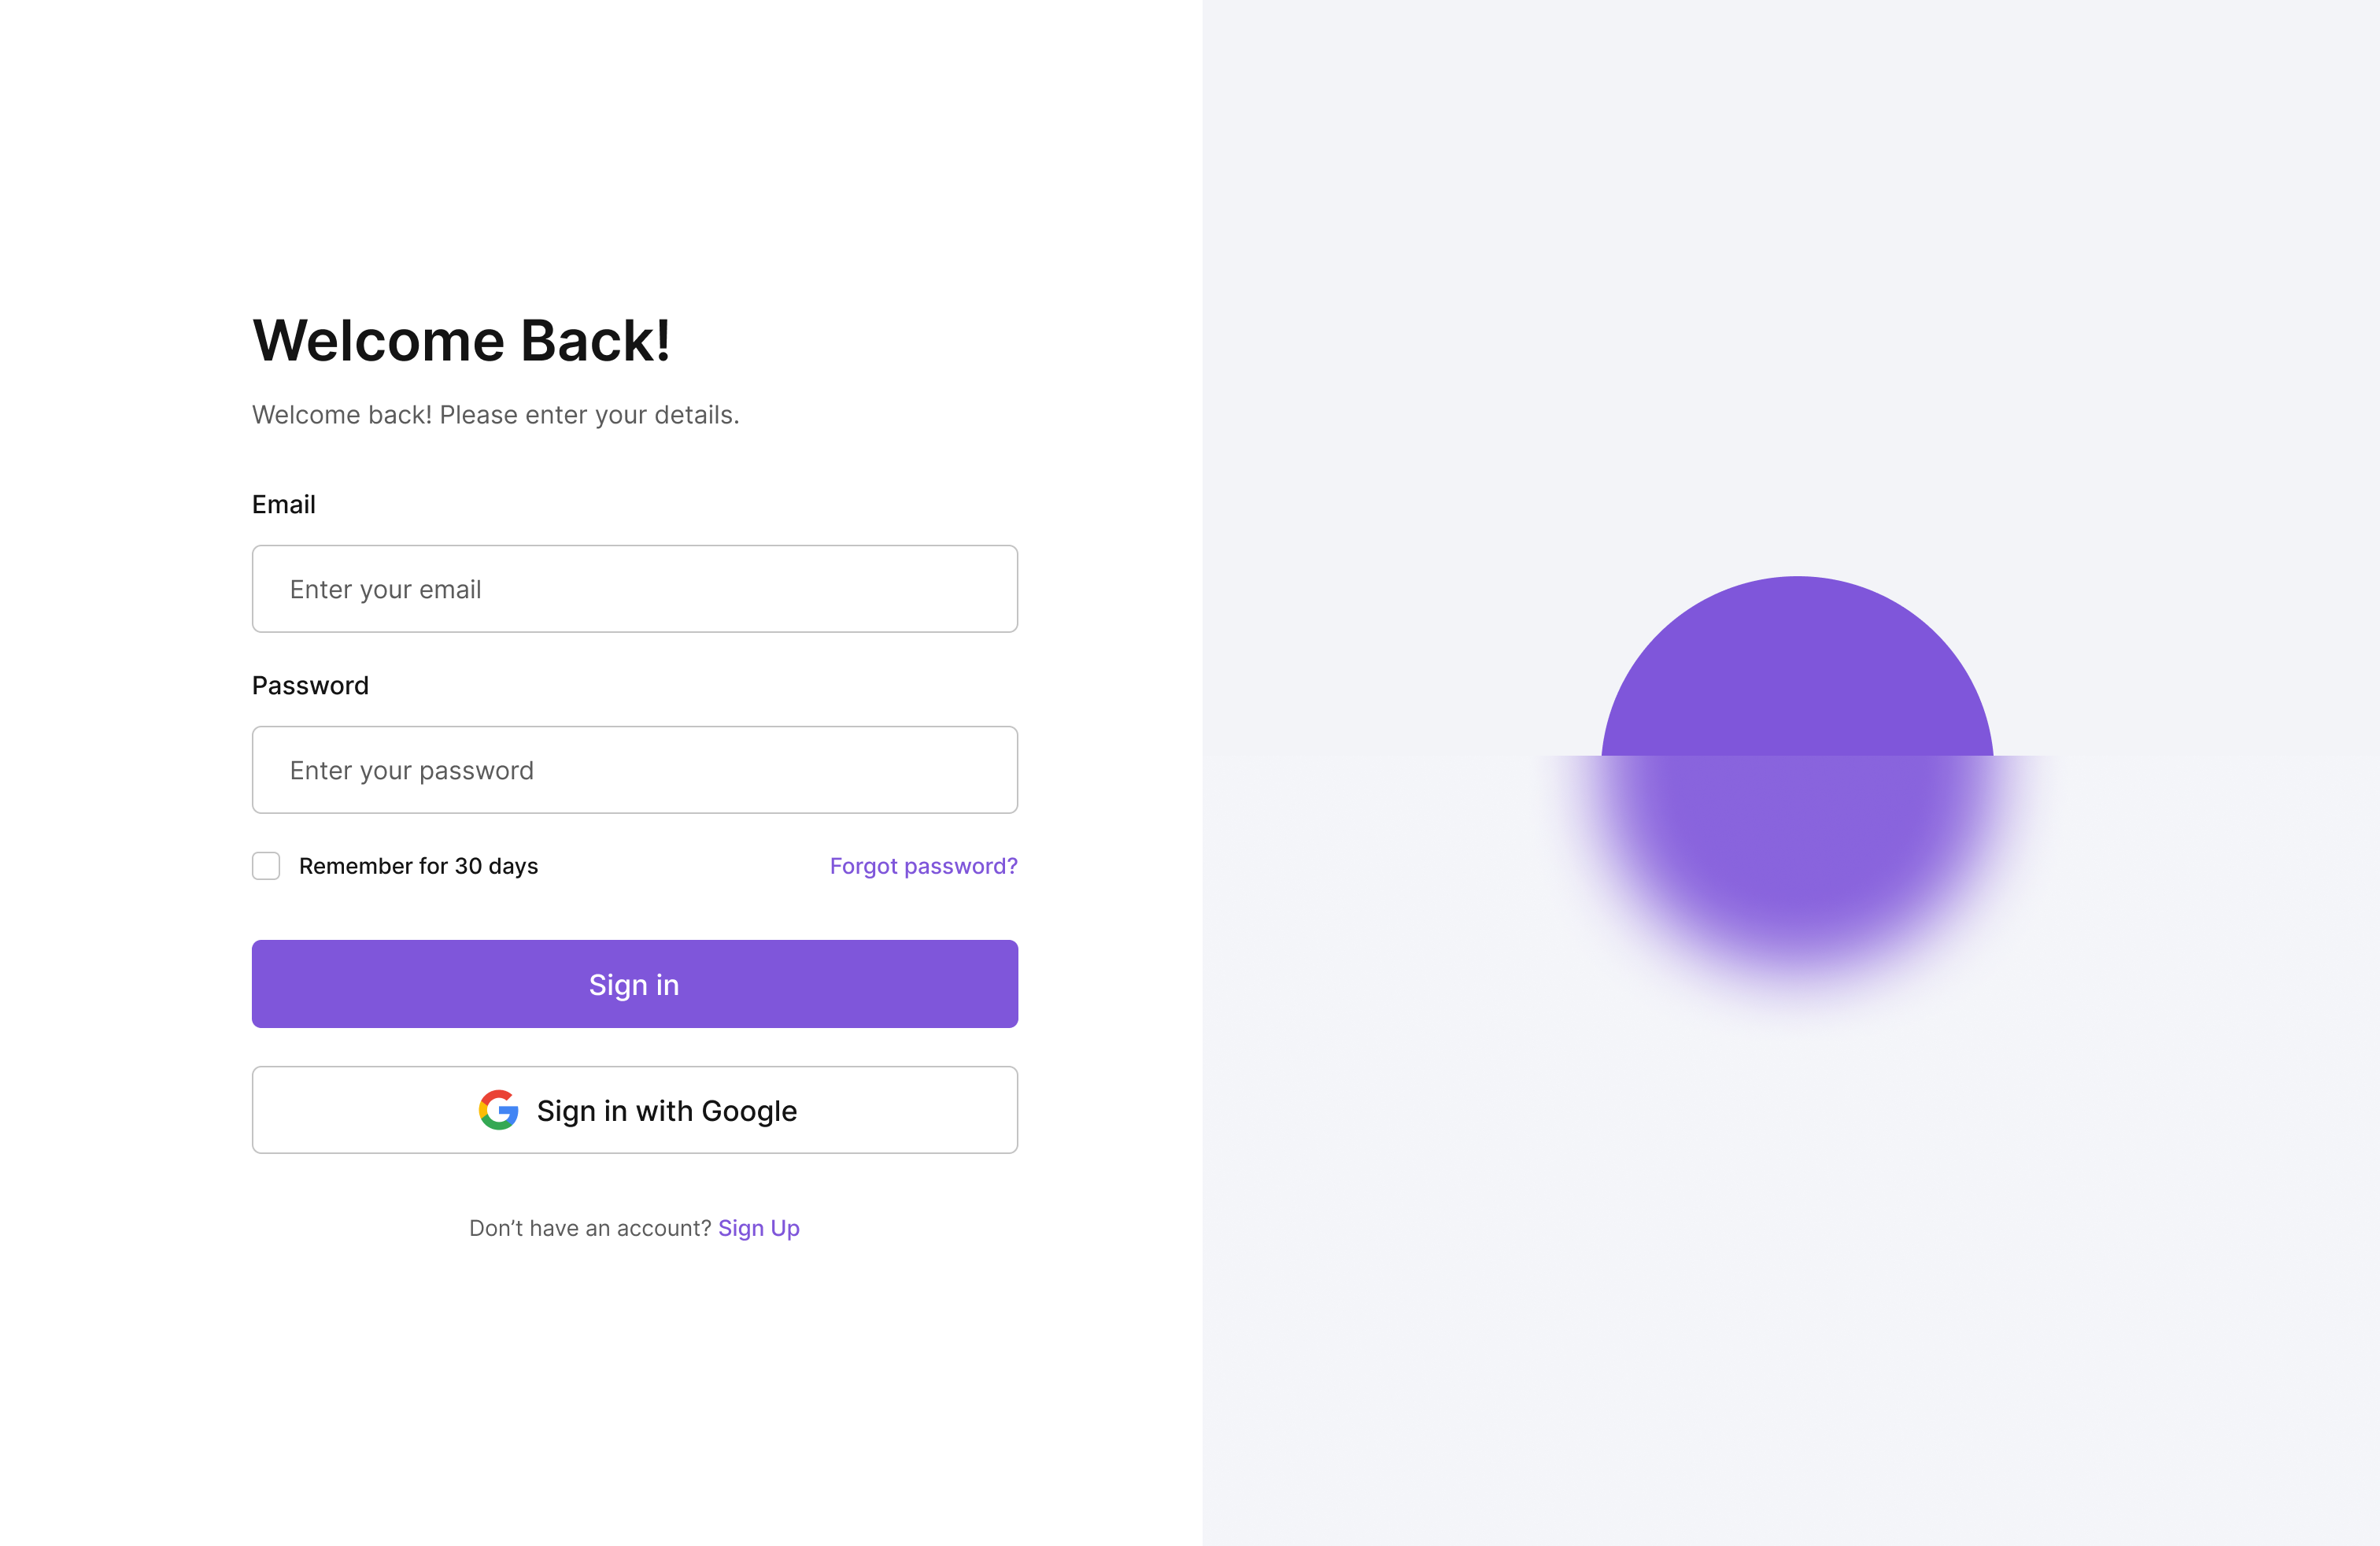 Welcome Back!
Welcome back! Please enter your details.
Email
Enter your email
Password
Enter your password
Remember for 30 days
Forgot password?
Sign in
Sign in with Google
Don’t have an account? Sign Up